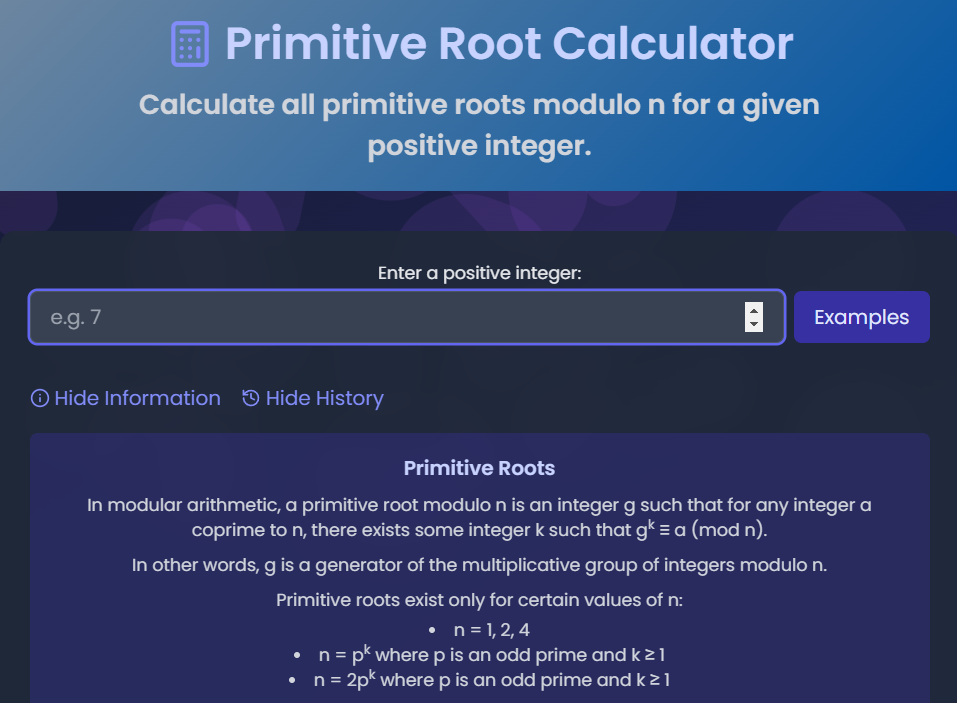 Primitive Root Calculator
Calculate all primitive roots modulo n for a given
positive integer.
Enter a positive integer:
e.g. 7
Examples
Hide Information
Hide History
Primitive Roots
In modular arithmetic, a primitive root modulo n is an integer g such that for any integer a
coprime to n, there exists some integer k such that gᵏ ≡ a (mod n).
In other words, g is a generator of the multiplicative group of integers modulo n.
Primitive roots exist only for certain values of n:
• n = 1, 2, 4
• n = pᵏ where p is an odd prime and k ≥ 1
• n = 2pᵏ where p is an odd prime and k ≥ 1